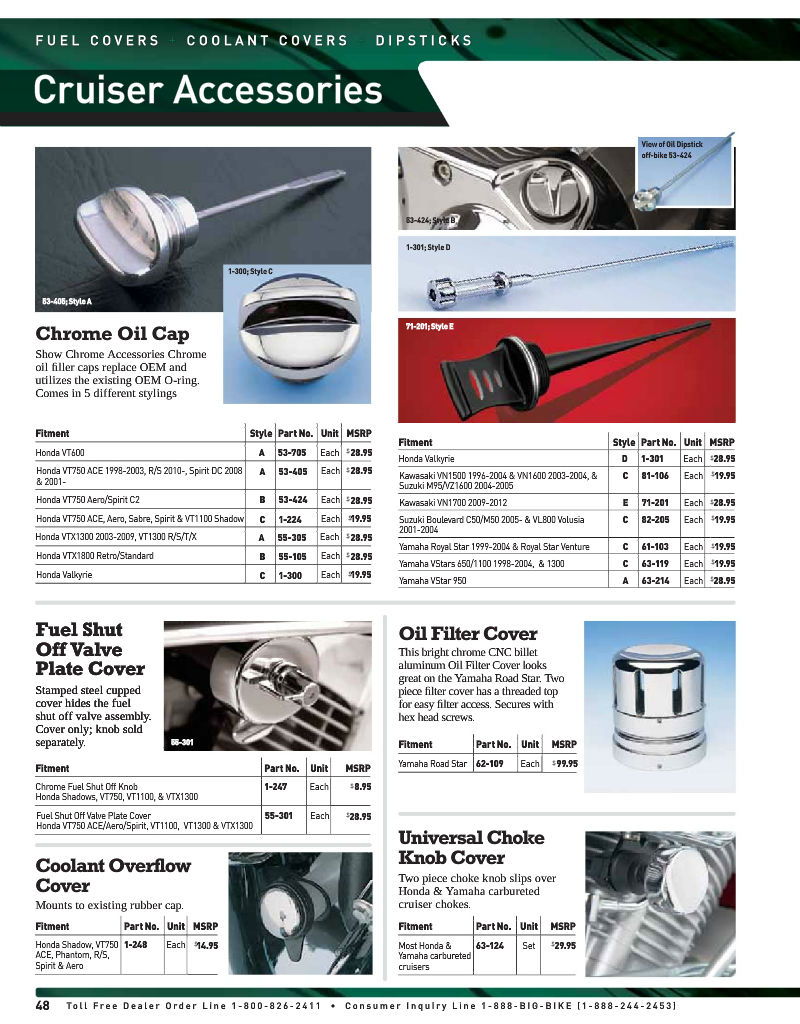 FUEL COVERS · COOLANT COVERS · DIPSTICKS
Cruiser Accessories
53-405; Style A
1-300; Style C
Chrome Oil Cap
Show Chrome Accessories Chrome
oil filler caps replace OEM and
utilizes the existing OEM O-ring.
Comes in 5 different stylings
Fitment Style Part No. Unit MSRP
Honda VT600 A 53-705 Each $28.95
Honda VT750 ACE 1998-2003, R/S 2010-, Spirit DC 2008 A 53-405 Each $28.95
& 2001-
Honda VT750 Aero/Spirit C2 B 53-424 Each $28.95
Honda VT750 ACE, Aero, Sabre, Spirit & VT1100 Shadow C 1-224 Each $19.95
Honda VTX1300 2003-2009, VT1300 R/S/T/X A 55-305 Each $28.95
Honda VTX1800 Retro/Standard B 55-105 Each $28.95
Honda Valkyrie C 1-300 Each $19.95
View of Oil Dipstick
off-bike 53-424
53-424; Style B
1-301; Style D
71-201; Style E
Fitment Style Part No. Unit MSRP
Honda Valkyrie D 1-301 Each $28.95
Kawasaki VN1500 1996-2004 & VN1600 2003-2004, & C 81-106 Each $19.95
Suzuki M95/VZ1600 2004-2005
Kawasaki VN1700 2009-2012 E 71-201 Each $28.95
Suzuki Boulevard C50/M50 2005- & VL800 Volusia C 82-205 Each $19.95
2001-2004
Yamaha Royal Star 1999-2004 & Royal Star Venture C 61-103 Each $19.95
Yamaha VStars 650/1100 1998-2004, & 1300 C 63-119 Each $19.95
Yamaha VStar 950 A 63-214 Each $28.95
Fuel Shut
Off Valve
Plate Cover
Stamped steel cupped
cover hides the fuel
shut off valve assembly.
Cover only; knob sold
separately.
55-301
Fitment Part No. Unit MSRP
Chrome Fuel Shut Off Knob 1-247 Each $8.95
Honda Shadows, VT750, VT1100, & VTX1300
Fuel Shut Off Valve Plate Cover 55-301 Each $28.95
Honda VT750 ACE/Aero/Spirit, VT1100, VT1300 & VTX1300
Coolant Overflow
Cover
Mounts to existing rubber cap.
Fitment Part No. Unit MSRP
Honda Shadow, VT750 1-248 Each $14.95
ACE, Phantom, R/S,
Spirit & Aero
Oil Filter Cover
This bright chrome CNC billet
aluminum Oil Filter Cover looks
great on the Yamaha Road Star. Two
piece filter cover has a threaded top
for easy filter access. Secures with
hex head screws.
Fitment Part No. Unit MSRP
Yamaha Road Star 62-109 Each $99.95
Universal Choke
Knob Cover
Two piece choke knob slips over
Honda & Yamaha carbureted
cruiser chokes.
Fitment Part No. Unit MSRP
Most Honda & 63-124 Set $29.95
Yamaha carbureted
cruisers
48 Toll Free Dealer Order Line 1-800-826-2411 • Consumer Inquiry Line 1-888-BIG-BIKE [1-888-244-2453]